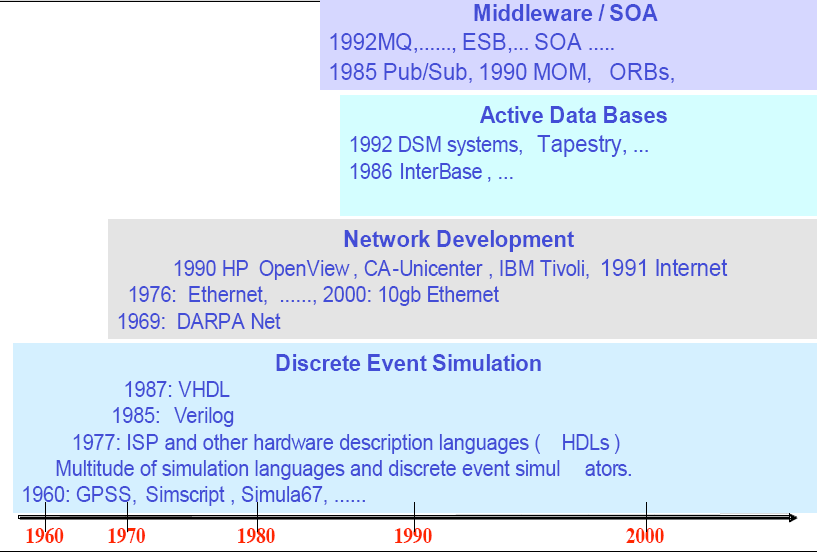 Middleware / SOA
1992MQ,......, ESB,... SOA .....
1985 Pub/Sub, 1990 MOM, ORBs,
Active Data Bases
1992 DSM systems, Tapestry, ...
1986 InterBase , ...
Network Development
1990 HP OpenView , CA-Unicenter , IBM Tivoli, 1991 Internet
1976: Ethernet, ......, 2000: 10gb Ethernet
1969: DARPA Net
Discrete Event Simulation
1987: VHDL
1985: Verilog
1977: ISP and other hardware description languages ( HDLs )
Multitude of simulation languages and discrete event simul ators.
1960: GPSS, Simscript , Simula67, ......
1960 1970 1980 1990 2000